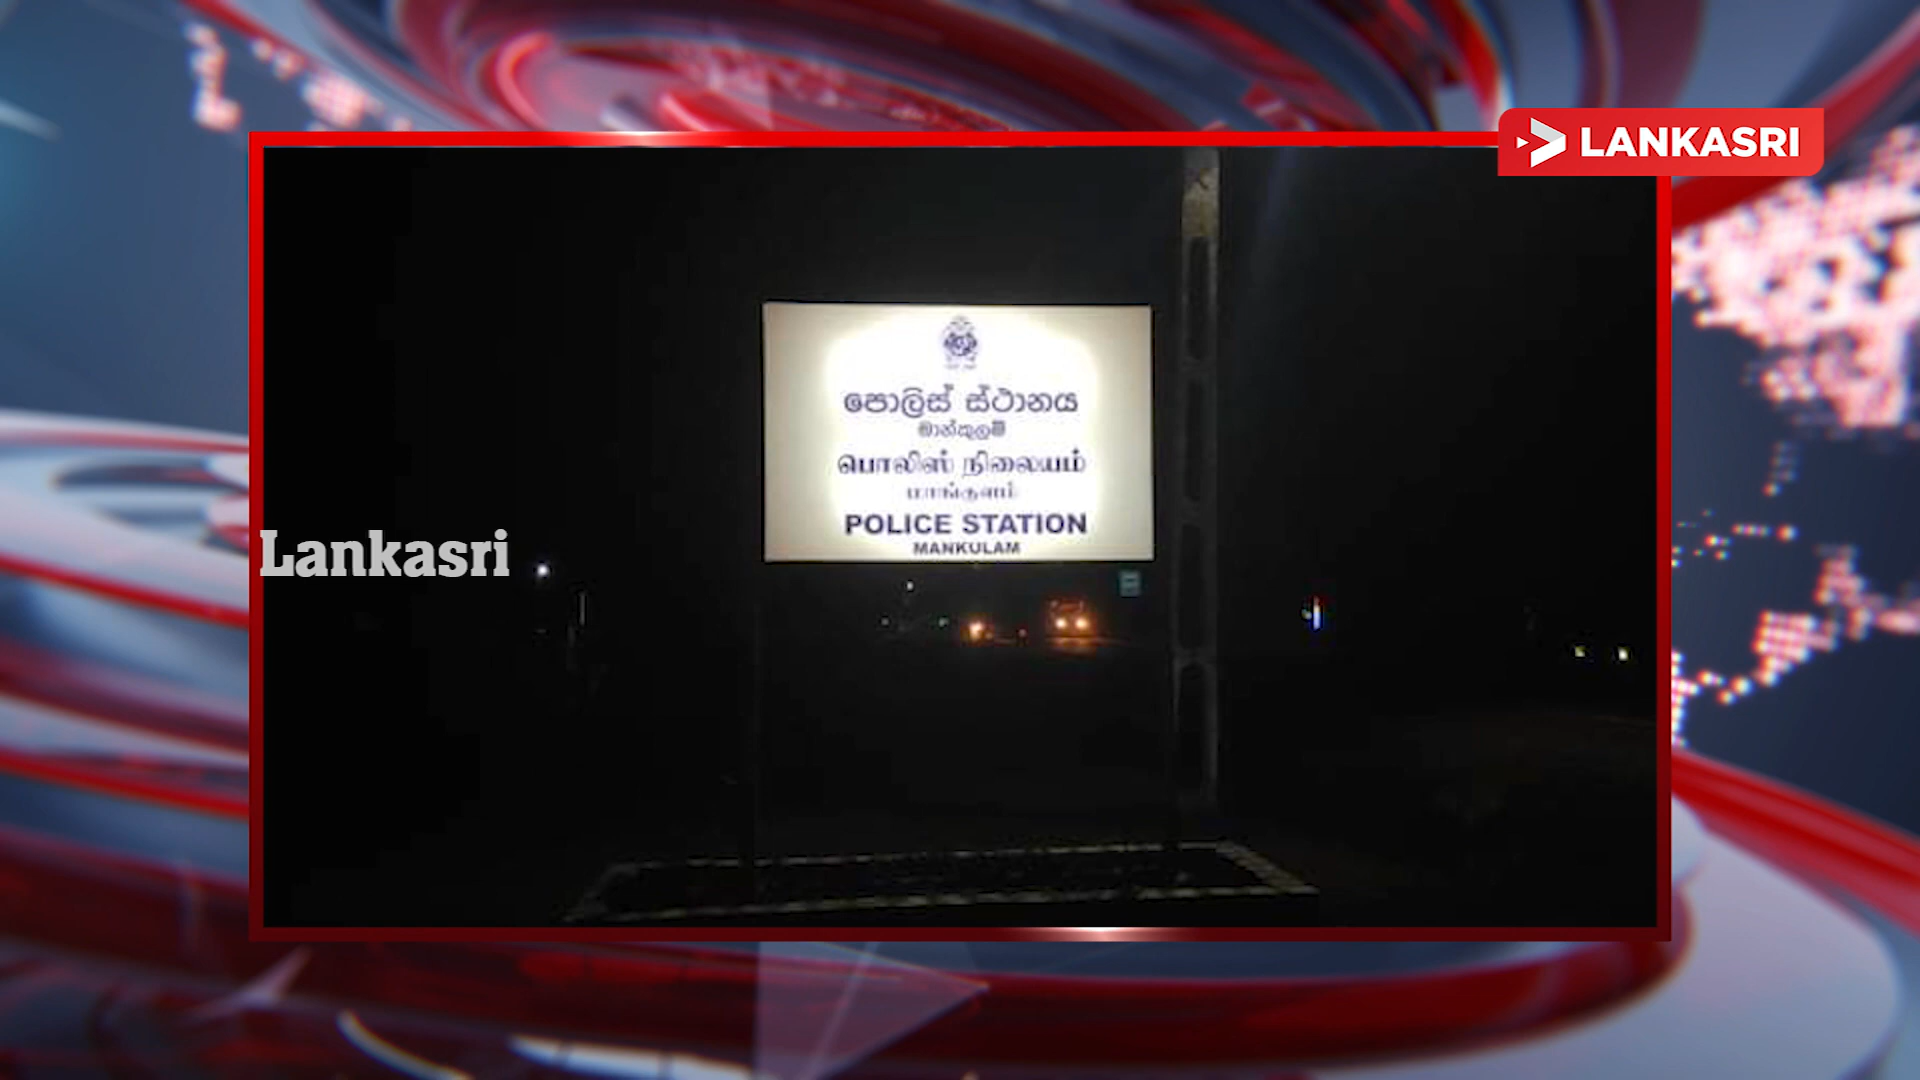 LANKASRI
පොලිස් ස්ථානය
මාන්කුලම්
பொலிஸ் நிலையம்
மாங்குளம்
POLICE STATION
MANKULAM
Lankasri